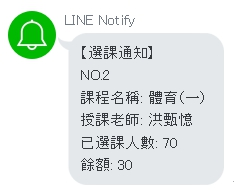 LINE Notify
【選課通知】
NO.2
課程名稱: 體育(一)
授課老師: 洪甄憶
已選課人數: 70
餘額: 30